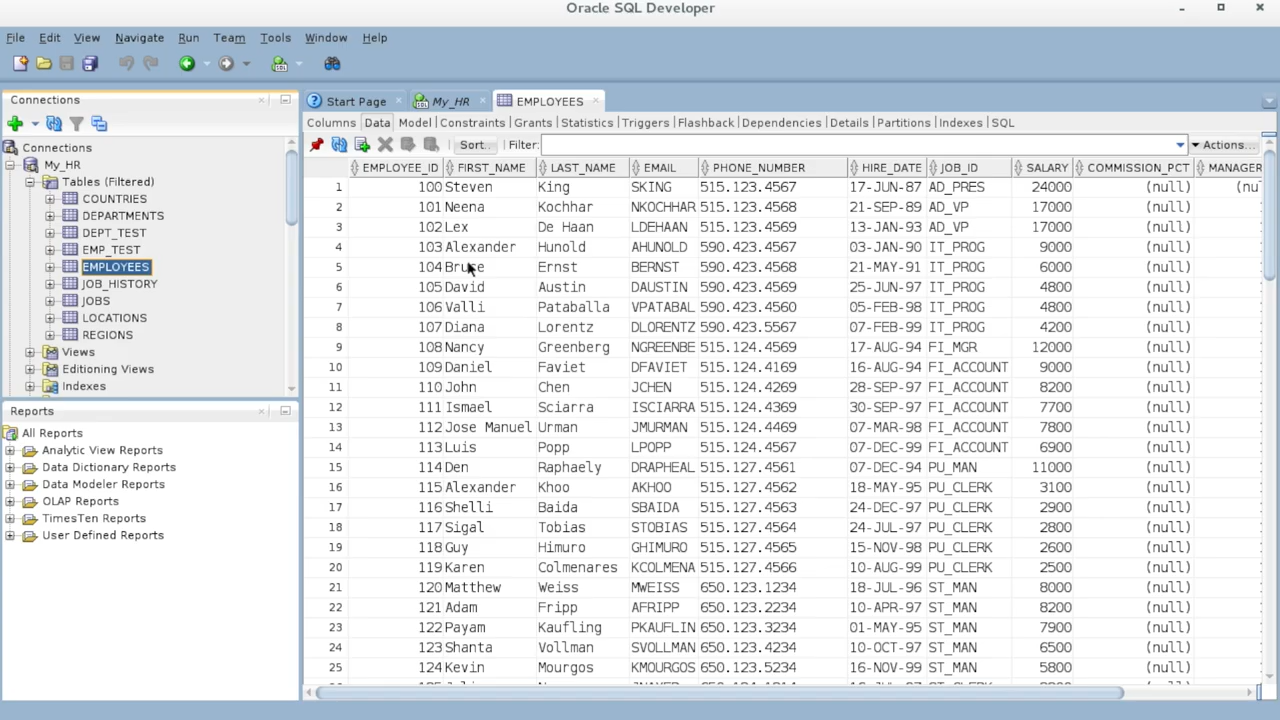 Oracle SQL Developer
File Edit View Navigate Run Team Tools Window Help
Connections
Connections
My_HR
Tables (Filtered)
COUNTRIES
DEPARTMENTS
DEPT_TEST
EMP_TEST
EMPLOYEES
JOB_HISTORY
JOBS
LOCATIONS
REGIONS
Views
Editioning Views
Indexes
Reports
All Reports
Analytic View Reports
Data Dictionary Reports
Data Modeler Reports
OLAP Reports
TimesTen Reports
User Defined Reports
Start Page My_HR EMPLOYEES
Columns Data Model Constraints Grants Statistics Triggers Flashback Dependencies Details Partitions Indexes SQL
Sort.. Filter: Actions...
EMPLOYEE_ID FIRST_NAME LAST_NAME EMAIL PHONE_NUMBER HIRE_DATE JOB_ID SALARY COMMISSION_PCT MANAGER
1 100 Steven King SKING 515.123.4567 17-JUN-87 AD_PRES 24000 (null) (nu
2 101 Neena Kochhar NKOCHHAR 515.123.4568 21-SEP-89 AD_VP 17000 (null)
3 102 Lex De Haan LDEHAAN 515.123.4569 13-JAN-93 AD_VP 17000 (null)
4 103 Alexander Hunold AHUNOLD 590.423.4567 03-JAN-90 IT_PROG 9000 (null)
5 104 Bruce Ernst BERNST 590.423.4568 21-MAY-91 IT_PROG 6000 (null)
6 105 David Austin DAUSTIN 590.423.4569 25-JUN-97 IT_PROG 4800 (null)
7 106 Valli Pataballa VPATABAL 590.423.4560 05-FEB-98 IT_PROG 4800 (null)
8 107 Diana Lorentz DLORENTZ 590.423.5567 07-FEB-99 IT_PROG 4200 (null)
9 108 Nancy Greenberg NGREENBE 515.124.4569 17-AUG-94 FI_MGR 12000 (null)
10 109 Daniel Faviet DFAVIET 515.124.4169 16-AUG-94 FI_ACCOUNT 9000 (null)
11 110 John Chen JCHEN 515.124.4269 28-SEP-97 FI_ACCOUNT 8200 (null)
12 111 Ismael Sciarra ISCIARRA 515.124.4369 30-SEP-97 FI_ACCOUNT 7700 (null)
13 112 Jose Manuel Urman JMURMAN 515.124.4469 07-MAR-98 FI_ACCOUNT 7800 (null)
14 113 Luis Popp LPOPP 515.124.4567 07-DEC-99 FI_ACCOUNT 6900 (null)
15 114 Den Raphaely DRAPHEAL 515.127.4561 07-DEC-94 PU_MAN 11000 (null)
16 115 Alexander Khoo AKHOO 515.127.4562 18-MAY-95 PU_CLERK 3100 (null)
17 116 Shelli Baida SBAIDA 515.127.4563 24-DEC-97 PU_CLERK 2900 (null)
18 117 Sigal Tobias STOBIAS 515.127.4564 24-JUL-97 PU_CLERK 2800 (null)
19 118 Guy Himuro GHIMURO 515.127.4565 15-NOV-98 PU_CLERK 2600 (null)
20 119 Karen Colmenares KCOLMENA 515.127.4566 10-AUG-99 PU_CLERK 2500 (null)
21 120 Matthew Weiss MWEISS 650.123.1234 18-JUL-96 ST_MAN 8000 (null)
22 121 Adam Fripp AFRIPP 650.123.2234 10-APR-97 ST_MAN 8200 (null)
23 122 Payam Kaufling PKAUFLIN 650.123.3234 01-MAY-95 ST_MAN 7900 (null)
24 123 Shanta Vollman SVOLLMAN 650.123.4234 10-OCT-97 ST_MAN 6500 (null)
25 124 Kevin Mourgos KMOURGOS 650.123.5234 16-NOV-99 ST_MAN 5800 (null)